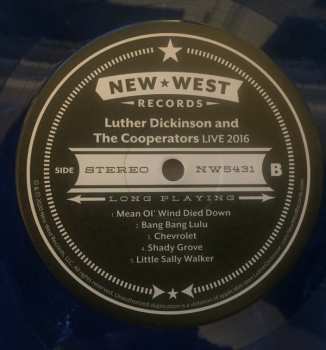 NEW ★ WEST
RECORDS
Luther Dickinson and
The Cooperators LIVE 2016
SIDE STEREO NW5431 B
LONG PLAYING
1 Mean Ol' Wind Died Down
2 Bang Bang Lulu
3 Chevrolet
4 Shady Grove
5 Little Sally Walker